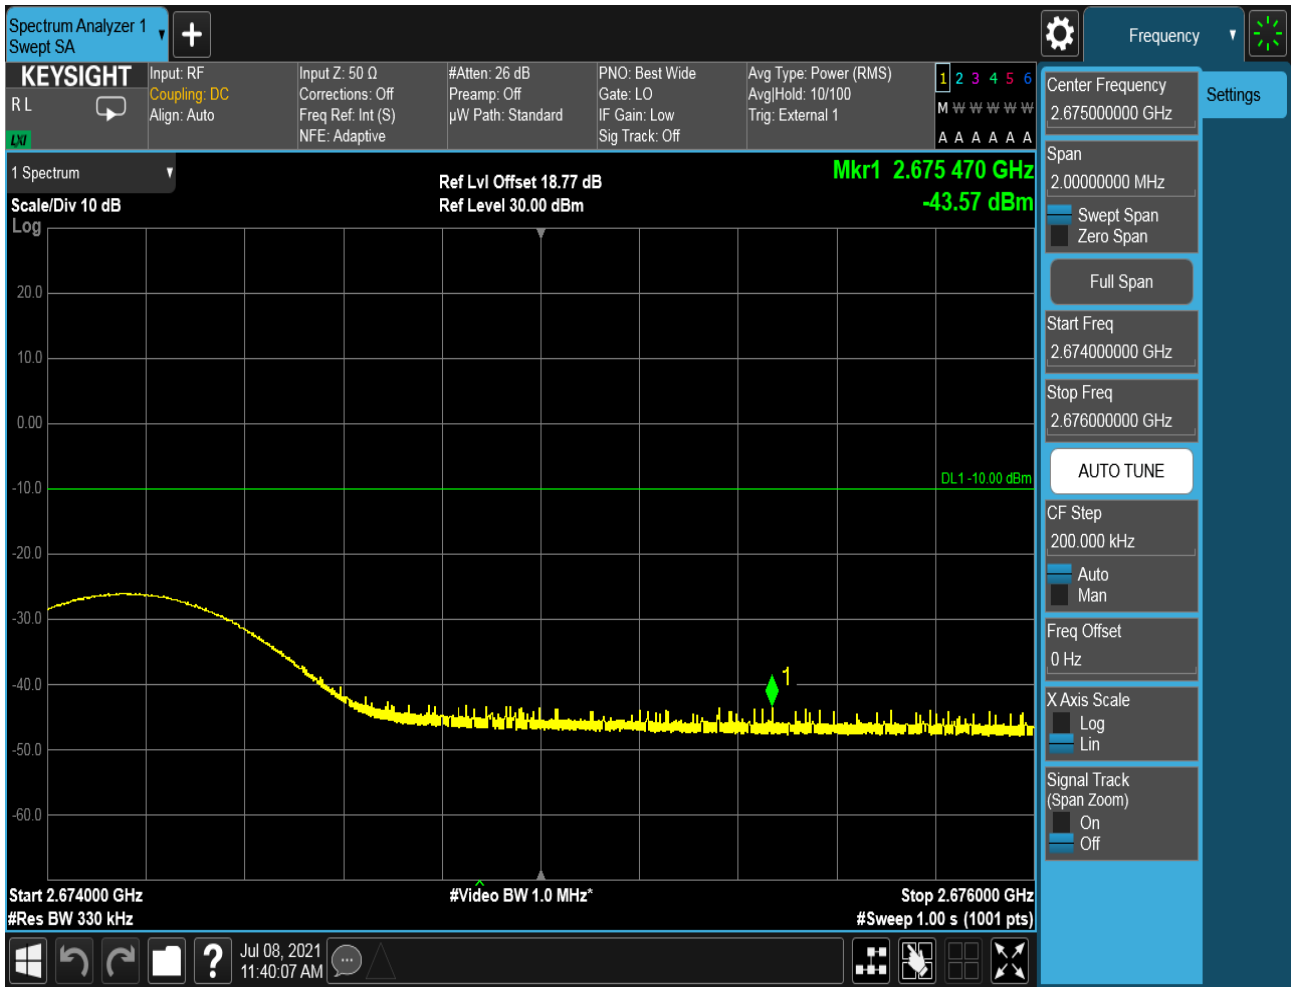 Spectrum Analyzer 1
Swept SA
Frequency
KEYSIGHT
R L
LXI
Input: RF
Coupling: DC
Align: Auto
Input Z: 50 Ω
Corrections: Off
Freq Ref: Int (S)
NFE: Adaptive
#Atten: 26 dB
Preamp: Off
µW Path: Standard
PNO: Best Wide
Gate: LO
IF Gain: Low
Sig Track: Off
Avg Type: Power (RMS)
Avg|Hold: 10/100
Trig: External 1
1 2 3 4 5 6
M W W W W W
A A A A A A
1 Spectrum
Scale/Div 10 dB
Log
Ref Lvl Offset 18.77 dB
Ref Level 30.00 dBm
Mkr1 2.675 470 GHz
-43.57 dBm
20.0
10.0
0.00
-10.0
-20.0
-30.0
-40.0
-50.0
-60.0
DL1 -10.00 dBm
1
Start 2.674000 GHz
#Res BW 330 kHz
#Video BW 1.0 MHz*
Stop 2.676000 GHz
#Sweep 1.00 s (1001 pts)
Jul 08, 2021
11:40:07 AM
?
Center Frequency
2.675000000 GHz
Settings
Span
2.00000000 MHz
Swept Span
Zero Span
Full Span
Start Freq
2.674000000 GHz
Stop Freq
2.676000000 GHz
AUTO TUNE
CF Step
200.000 kHz
Auto
Man
Freq Offset
0 Hz
X Axis Scale
Log
Lin
Signal Track
(Span Zoom)
On
Off